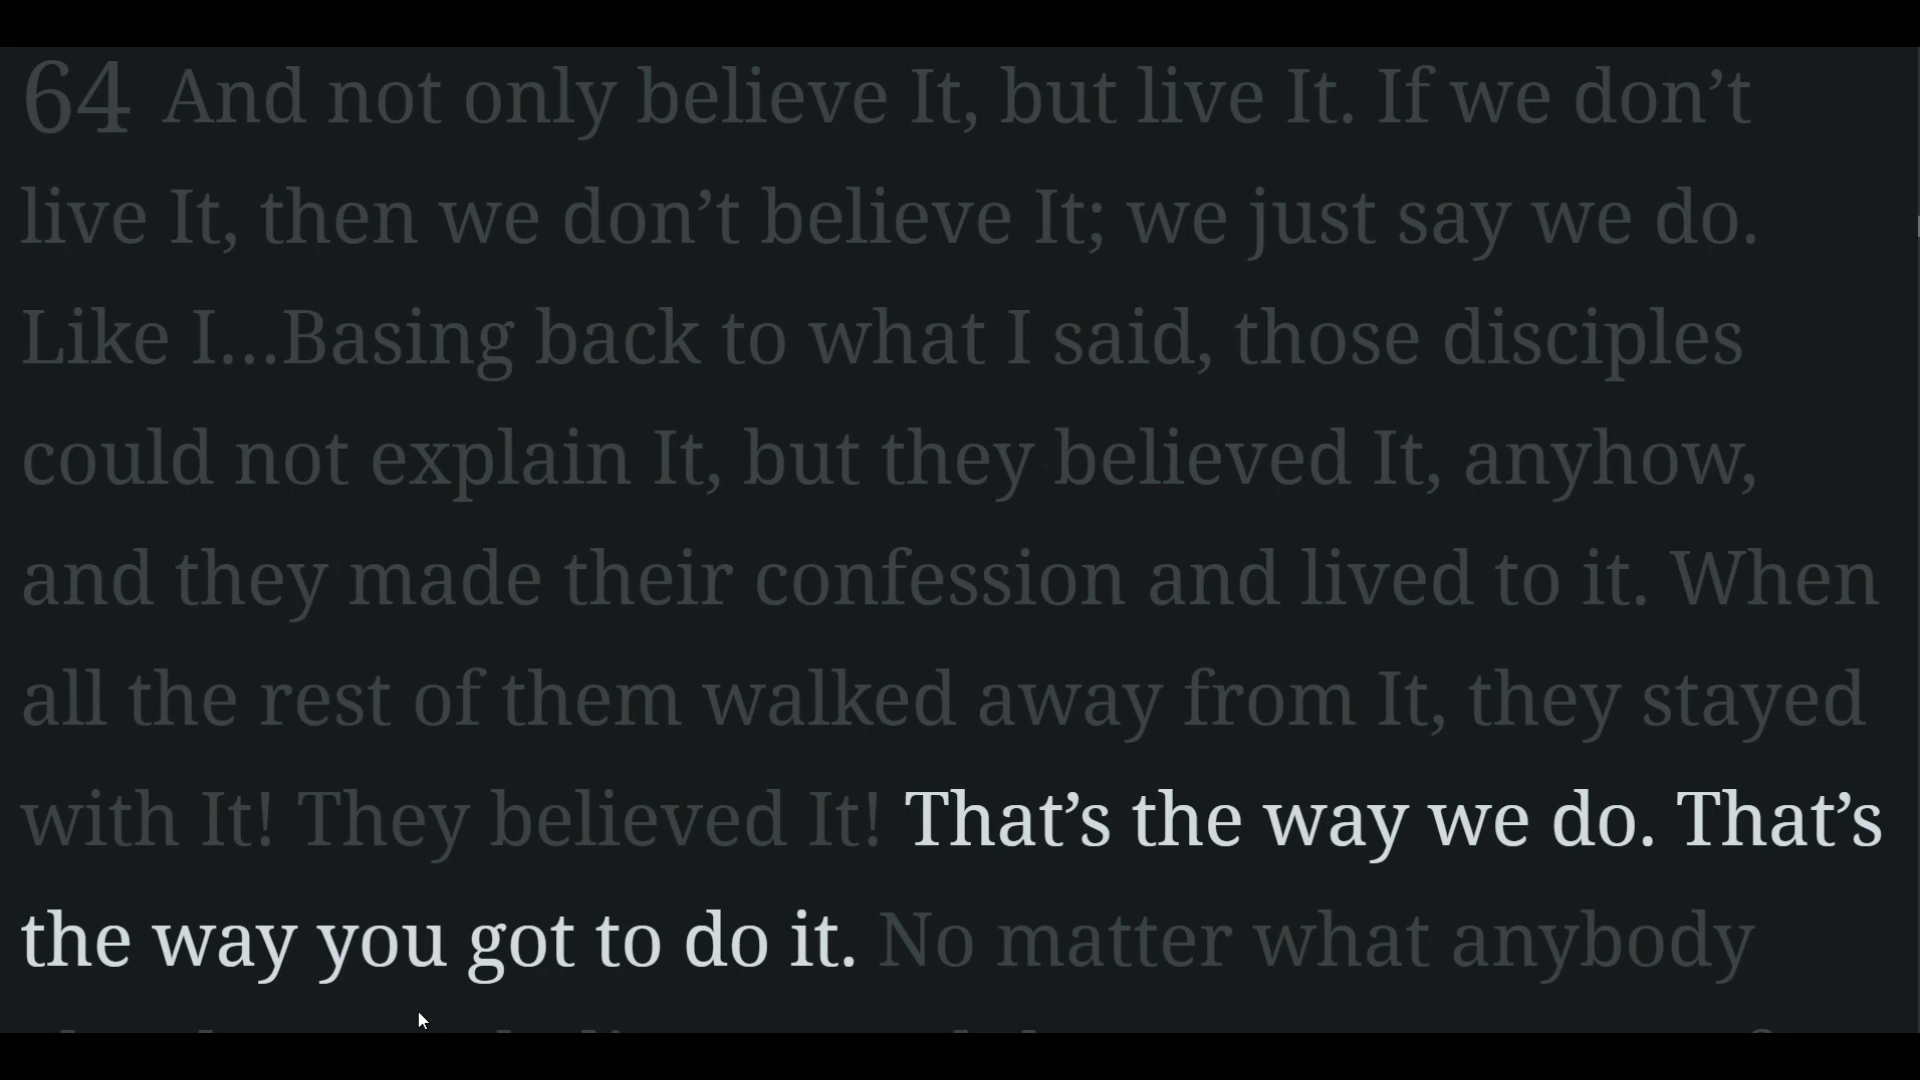 64 And not only believe It, but live It. If we don’t
live It, then we don’t believe It; we just say we do.
Like I…Basing back to what I said, those disciples
could not explain It, but they believed It, anyhow,
and they made their confession and lived to it. When
all the rest of them walked away from It, they stayed
with It! They believed It! That’s the way we do. That’s
the way you got to do it. No matter what anybody